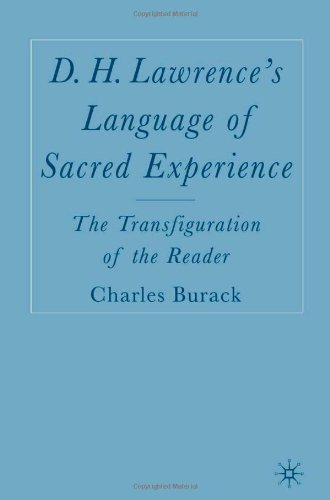 D. H. Lawrence's
Language of
Sacred Experience
The Transfiguration
of the Reader
Charles Burack